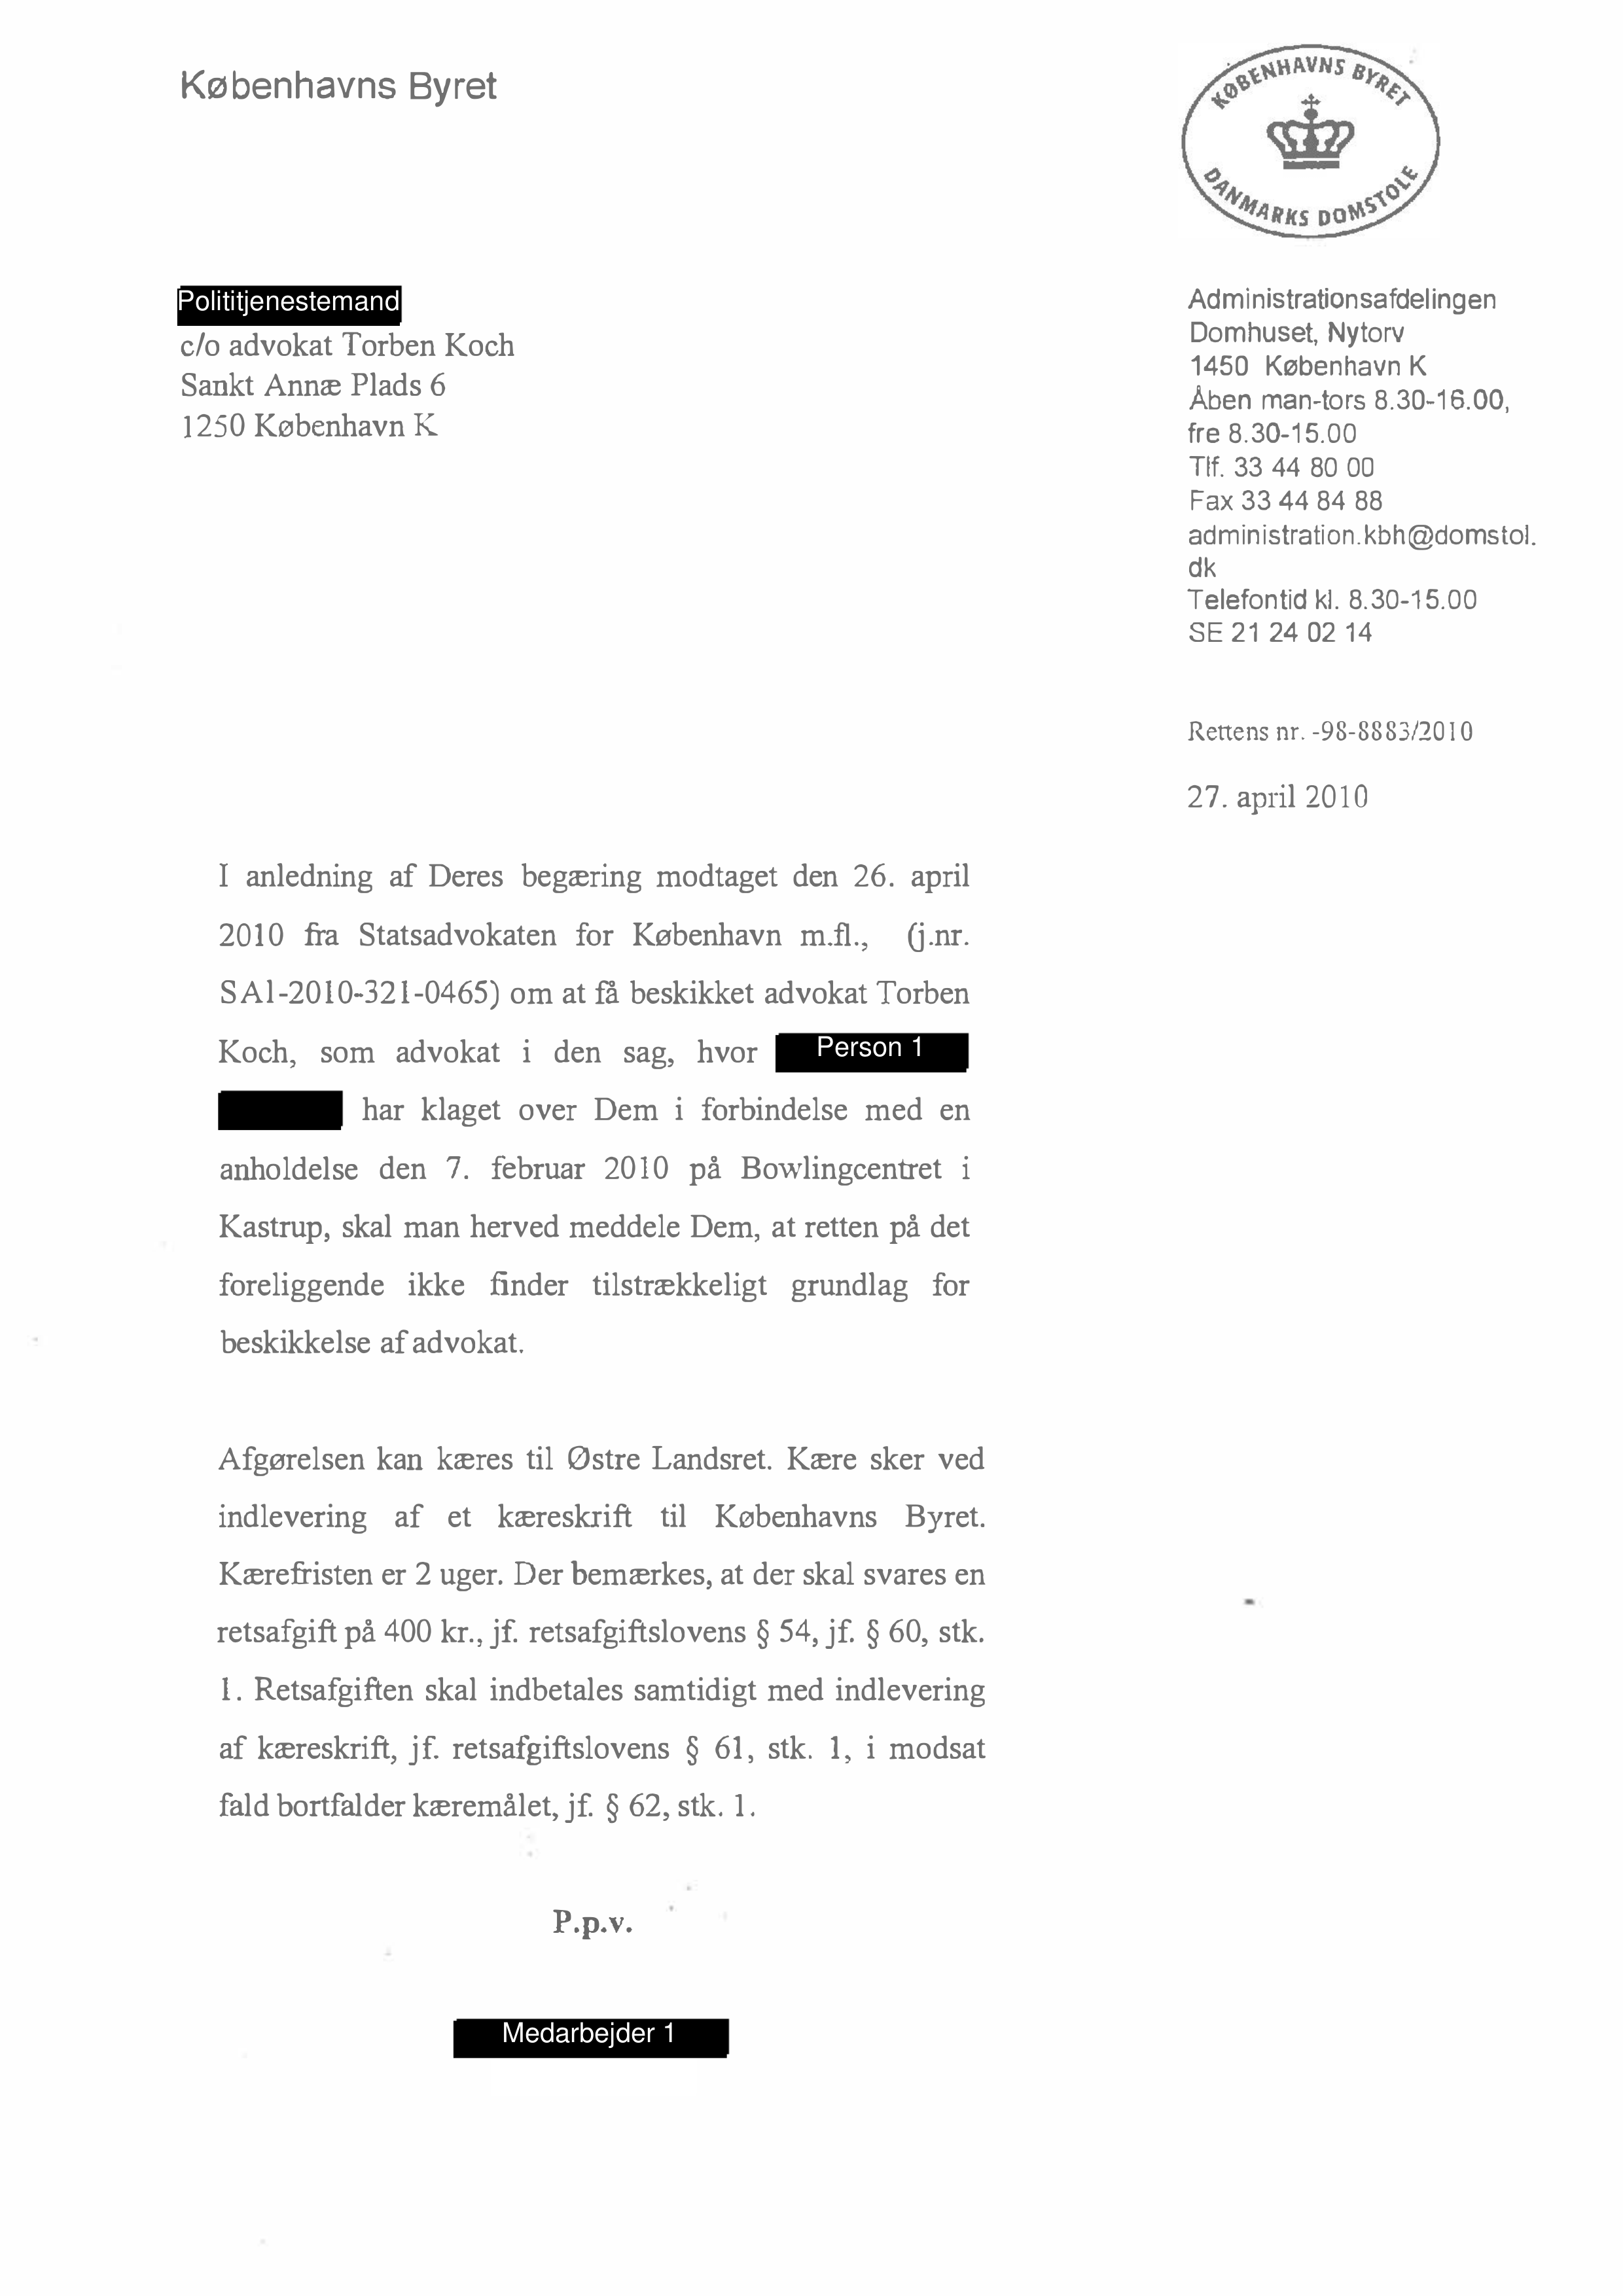 Københavns Byret
KØBENHAVNS BYRET
DANMARKS DOMSTOLE
Polititjenestemand
c/o advokat Torben Koch
Sankt Annæ Plads 6
1250 København K
Administrationsafdelingen
Domhuset, Nytorv
1450 København K
Åben man-tors 8.30-16.00,
fre 8.30-15.00
Tlf. 33 44 80 00
Fax 33 44 84 88
administration.kbh@domstol.
dk
Telefontid kl. 8.30-15.00
SE 21 24 02 14
Rettens nr. -98-8883/2010
27. april 2010
I anledning af Deres begæring modtaget den 26. april
2010 fra Statsadvokaten for København m.fl., (j.nr.
SA1-2010-321-0465) om at få beskikket advokat Torben
Koch, som advokat i den sag, hvor Person 1
har klaget over Dem i forbindelse med en
anholdelse den 7. februar 2010 på Bowlingcentret i
Kastrup, skal man herved meddele Dem, at retten på det
foreliggende ikke finder tilstrækkeligt grundlag for
beskikkelse af advokat.
Afgørelsen kan kæres til Østre Landsret. Kære sker ved
indlevering af et kæreskrift til Københavns Byret.
Kærefristen er 2 uger. Der bemærkes, at der skal svares en
retsafgift på 400 kr., jf. retsafgiftslovens § 54, jf. § 60, stk.
1. Retsafgiften skal indbetales samtidigt med indlevering
af kæreskrift, jf. retsafgiftslovens § 61, stk. 1, i modsat
fald bortfalder kæremålet, jf. § 62, stk. 1.
P.p.v.
Medarbejder 1